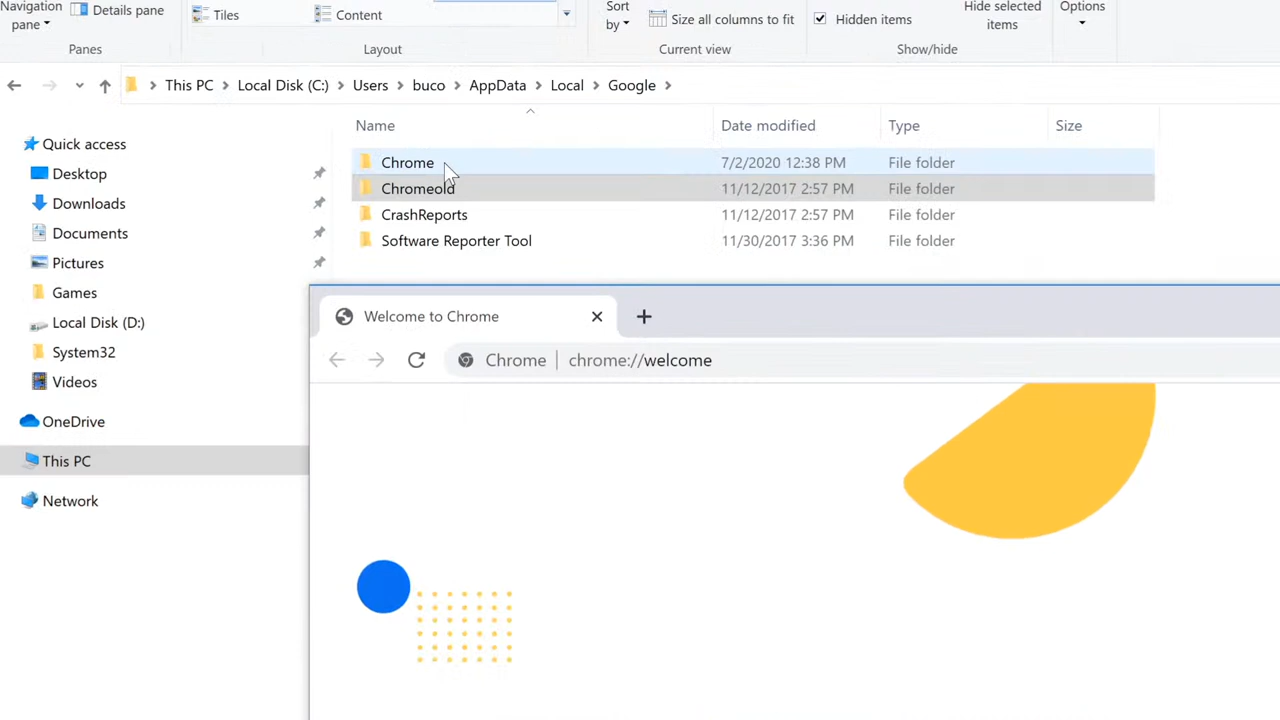 Navigation pane
Details pane
Tiles
Content
Sort by
Size all columns to fit
Hidden items
Hide selected items
Options
Panes
Layout
Current view
Show/hide
This PC > Local Disk (C:) > Users > buco > AppData > Local > Google >
Name
Date modified
Type
Size
Quick access
Desktop
Downloads
Documents
Pictures
Games
Local Disk (D:)
System32
Videos
OneDrive
This PC
Network
Chrome 7/2/2020 12:38 PM File folder
Chromeold 11/12/2017 2:57 PM File folder
CrashReports 11/12/2017 2:57 PM File folder
Software Reporter Tool 11/30/2017 3:36 PM File folder
Welcome to Chrome
Chrome | chrome://welcome